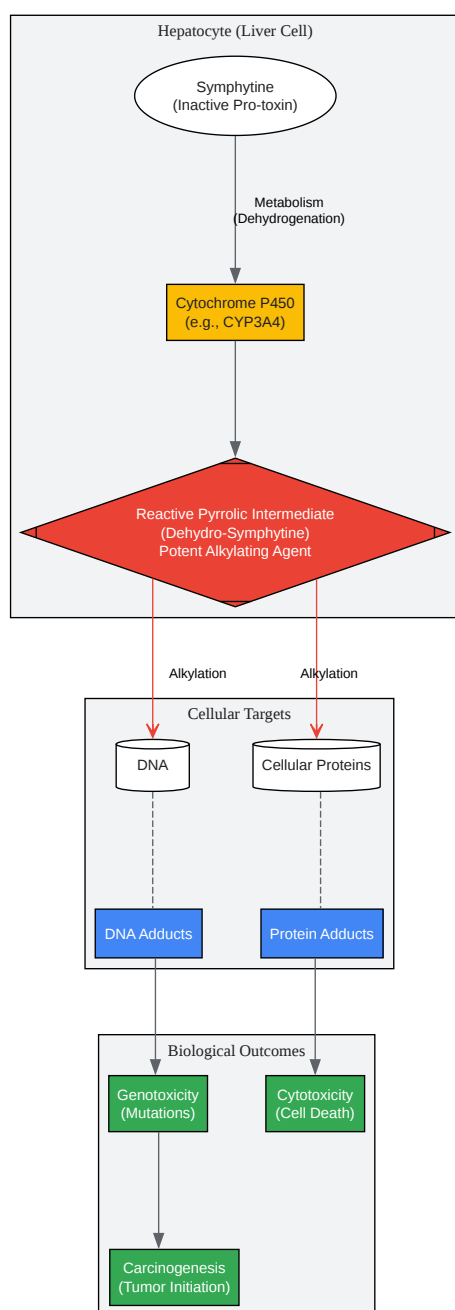 Hepatocyte (Liver Cell)
Symphytine
(Inactive Pro-toxin)
Metabolism
(Dehydrogenation)
Cytochrome P450
(e.g., CYP3A4)
Reactive Pyrrolic Intermediate
(Dehydro-Symphytine)
Potent Alkylating Agent
Alkylation
Alkylation
Cellular Targets
DNA
Cellular Proteins
DNA Adducts
Protein Adducts
Biological Outcomes
Genotoxicity
(Mutations)
Cytotoxicity
(Cell Death)
Carcinogenesis
(Tumor Initiation)